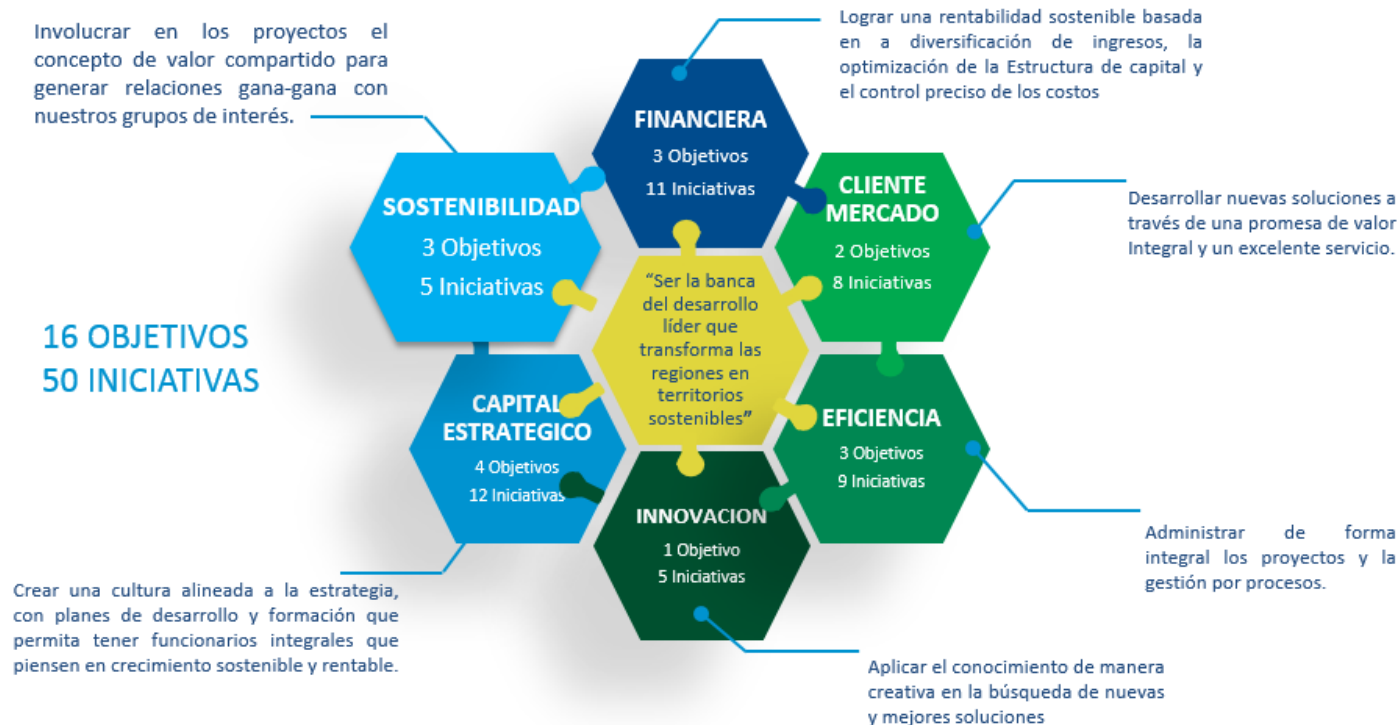 Involucrar en los proyectos el
concepto de valor compartido para
generar relaciones gana-gana con
nuestros grupos de interés.
Lograr una rentabilidad sostenible basada
en a diversificación de ingresos, la
optimización de la Estructura de capital y
el control preciso de los costos
FINANCIERA
3 Objetivos
11 Iniciativas
SOSTENIBILIDAD
3 Objetivos
5 Iniciativas
CLIENTE
MERCADO
2 Objetivos
8 Iniciativas
Desarrollar nuevas soluciones a
través de una promesa de valor
Integral y un excelente servicio.
16 OBJETIVOS
50 INICIATIVAS
“Ser la banca
del desarrollo
líder que
transforma las
regiones en
territorios
sostenibles”
CAPITAL
ESTRATEGICO
4 Objetivos
12 Iniciativas
EFICIENCIA
3 Objetivos
9 Iniciativas
INNOVACION
1 Objetivo
5 Iniciativas
Administrar de forma
integral los proyectos y la
gestión por procesos.
Crear una cultura alineada a la estrategia,
con planes de desarrollo y formación que
permita tener funcionarios integrales que
piensen en crecimiento sostenible y rentable.
Aplicar el conocimiento de manera
creativa en la búsqueda de nuevas
y mejores soluciones